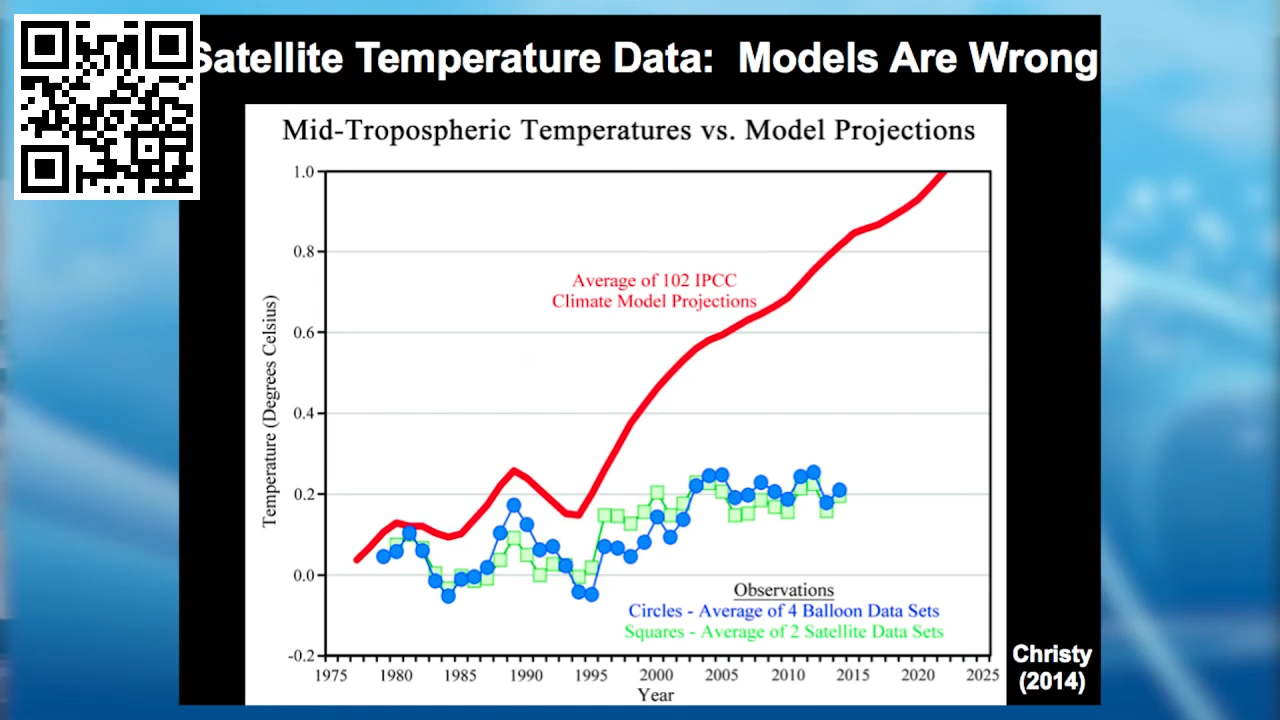 Satellite Temperature Data: Models Are Wrong
Mid-Tropospheric Temperatures vs. Model Projections
1.0
0.8
0.6
0.4
0.2
0.0
-0.2
Temperature (Degrees Celsius)
Average of 102 IPCC
Climate Model Projections
Observations
Circles - Average of 4 Balloon Data Sets
Squares - Average of 2 Satellite Data Sets
1975 1980 1985 1990 1995 2000 2005 2010 2015 2020 2025
Year
Christy
(2014)